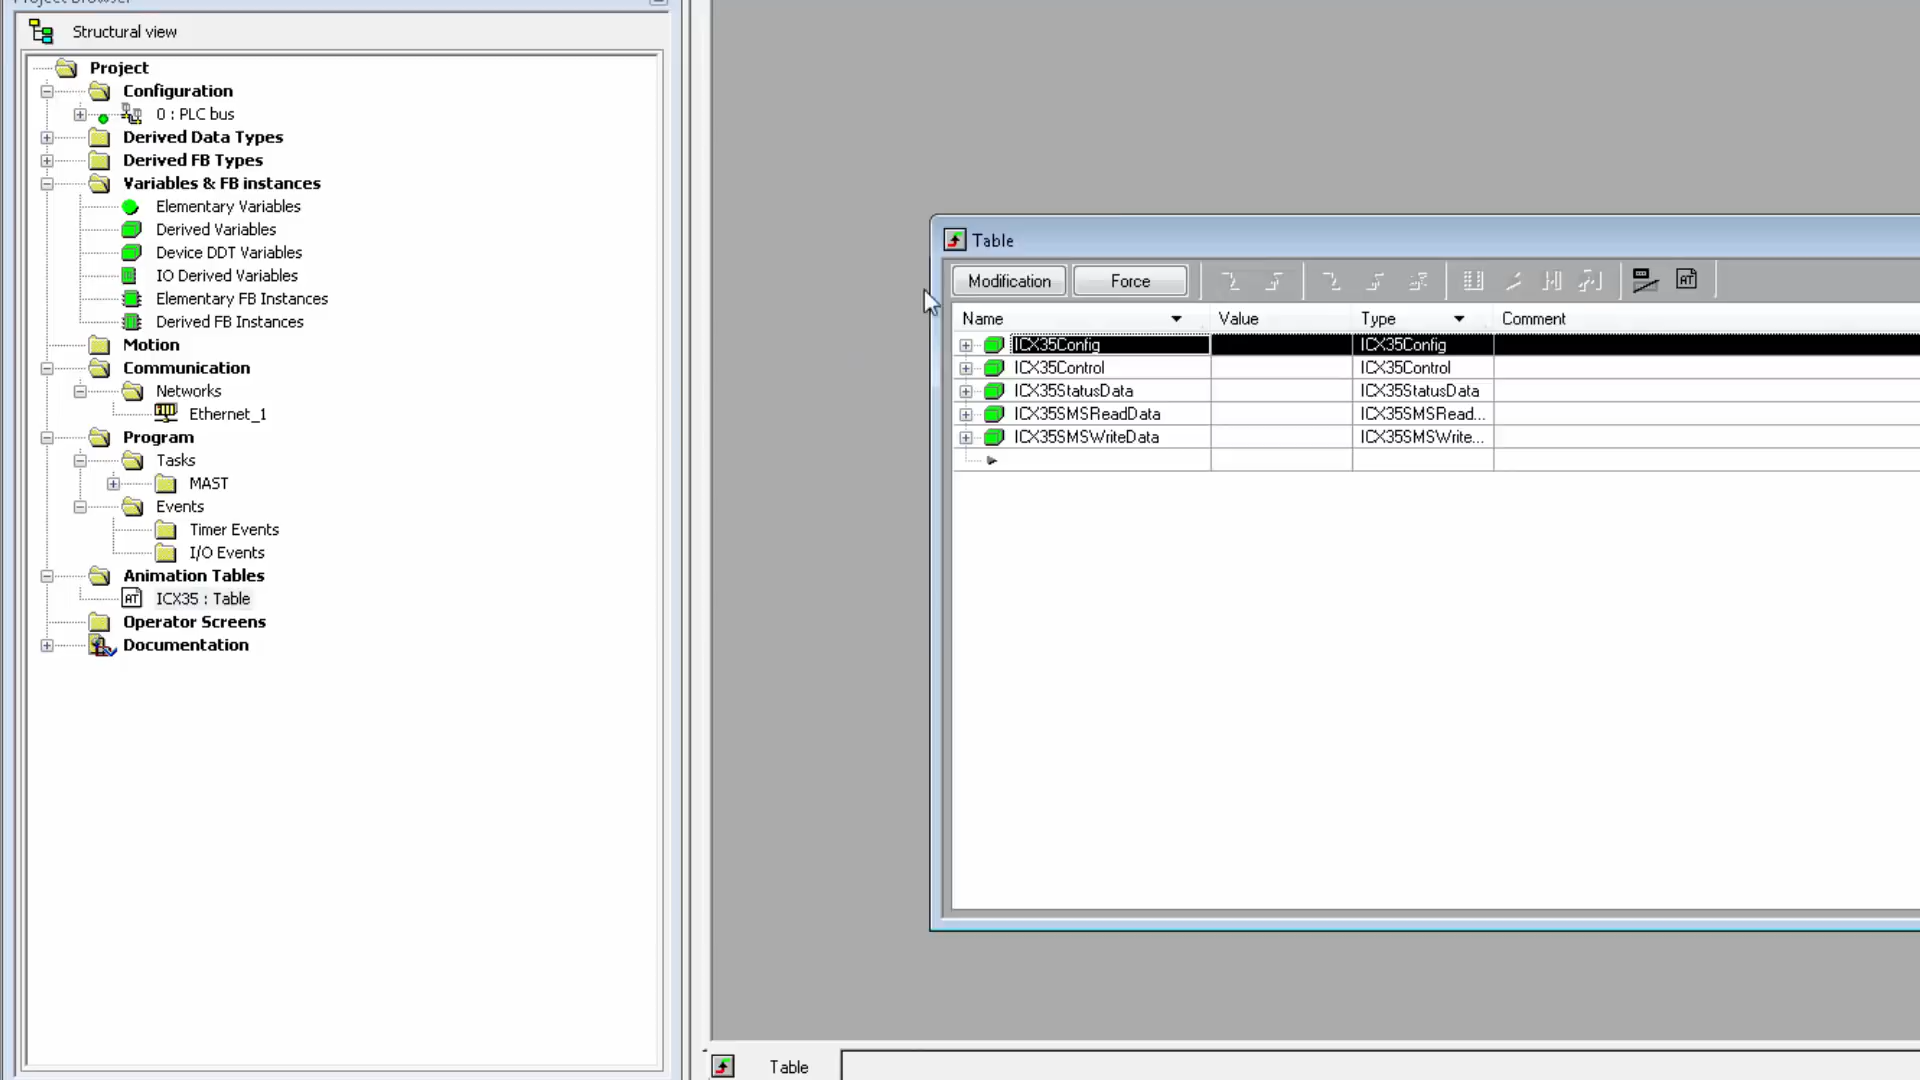 Project Browser
Structural view
Project
Configuration
0 : PLC bus
Derived Data Types
Derived FB Types
Variables & FB instances
Elementary Variables
Derived Variables
Device DDT Variables
IO Derived Variables
Elementary FB Instances
Derived FB Instances
Motion
Communication
Networks
Ethernet_1
Program
Tasks
MAST
Events
Timer Events
I/O Events
Animation Tables
ICX35 : Table
Operator Screens
Documentation
Table
Modification Force
Name Value Type Comment
ICX35Config ICX35Config
ICX35Control ICX35Control
ICX35StatusData ICX35StatusData
ICX35SMSReadData ICX35SMSRead...
ICX35SMSWriteData ICX35SMSWrite...
Table